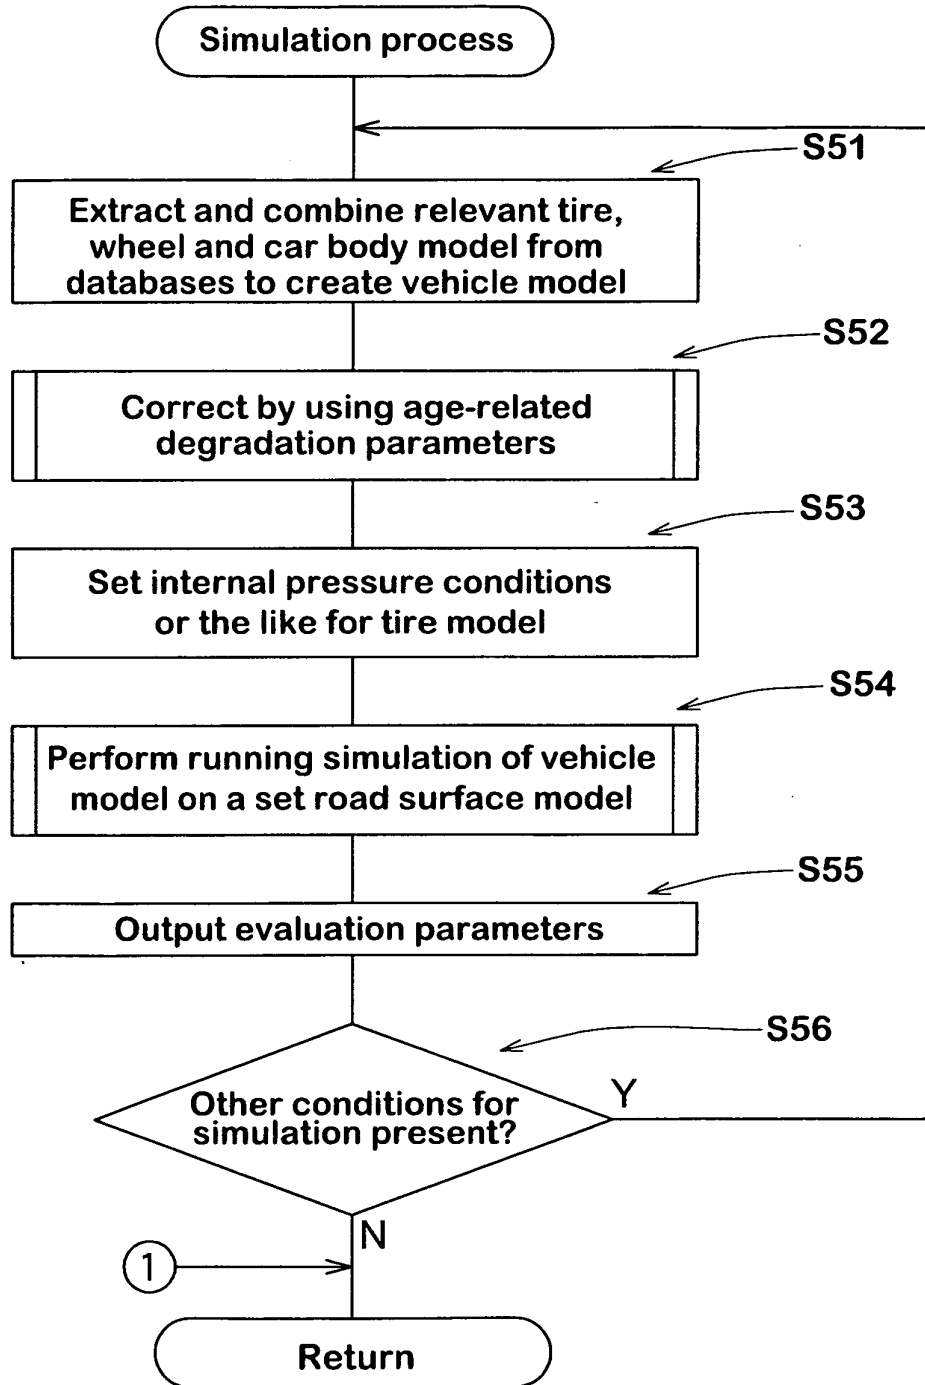 Simulation process
S51
Extract and combine relevant tire,
wheel and car body model from
databases to create vehicle model
S52
Correct by using age-related
degradation parameters
S53
Set internal pressure conditions
or the like for tire model
S54
Perform running simulation of vehicle
model on a set road surface model
S55
Output evaluation parameters
S56
Other conditions for
simulation present?
Y
N
1
Return